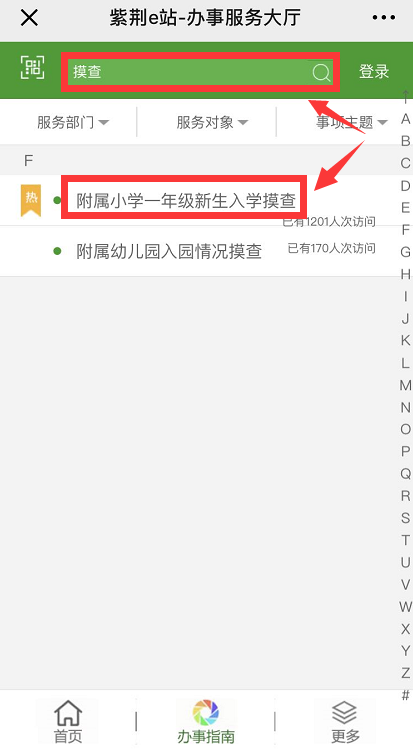 紫荆e站-办事服务大厅
摸查
登录
服务部门
服务对象
事项主题
F
热
附属小学一年级新生入学摸查
已有1201人次访问
附属幼儿园入园情况摸查
已有170人次访问
↑
A
B
C
D
E
F
G
H
I
J
K
L
M
N
O
P
Q
R
S
T
U
V
W
X
Y
Z
#
首页
办事指南
更多